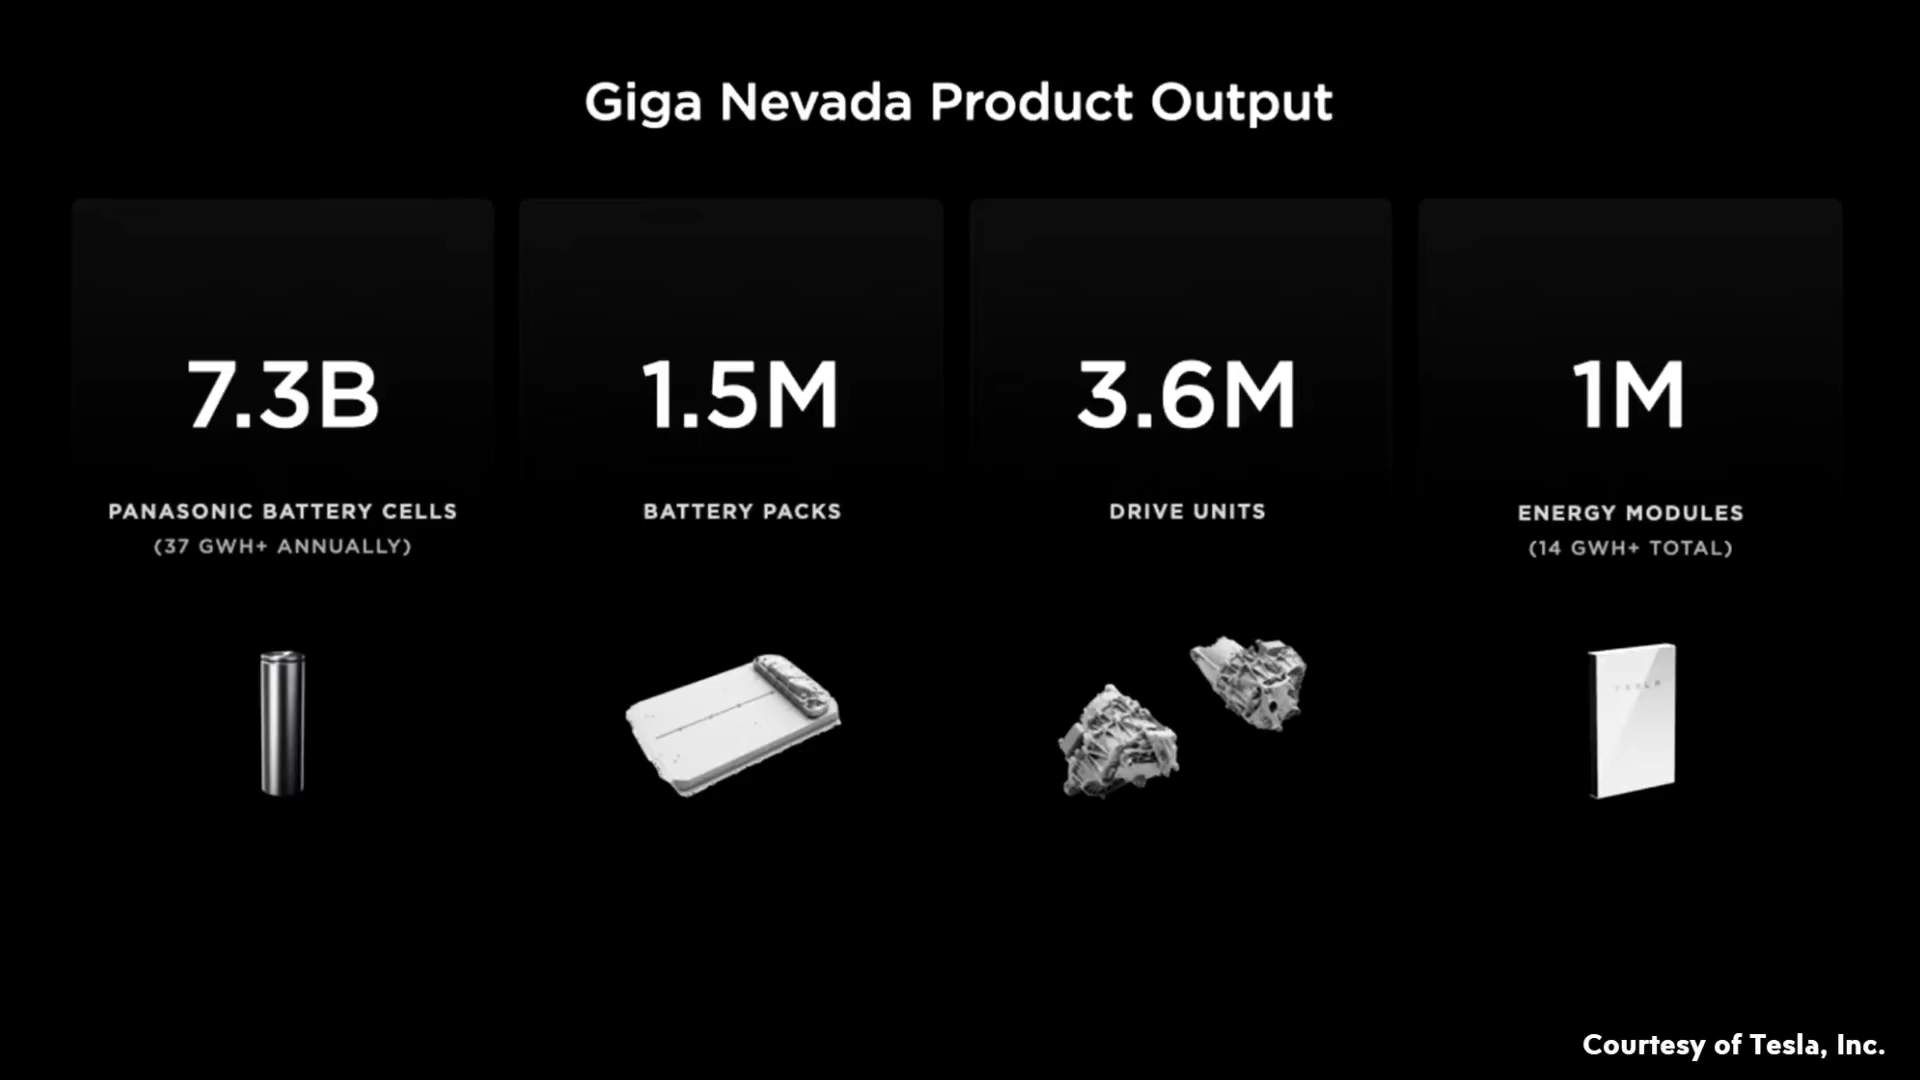 Giga Nevada Product Output
7.3B
PANASONIC BATTERY CELLS
(37 GWH+ ANNUALLY)
1.5M
BATTERY PACKS
3.6M
DRIVE UNITS
1M
ENERGY MODULES
(14 GWH+ TOTAL)
TESLA
Courtesy of Tesla, Inc.